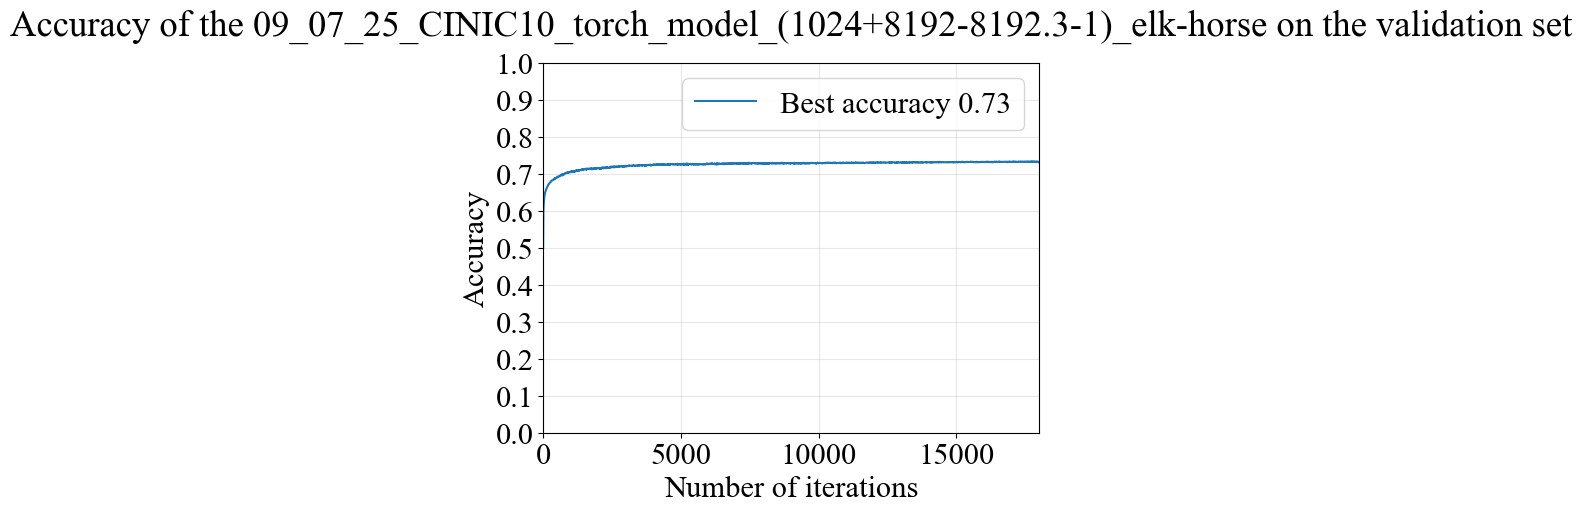 Accuracy of the 09_07_25_CINIC10_torch_model_(1024+8192-8192.3-1)_elk-horse on the validation set
1.0
0.9
0.8
0.7
0.6
0.5
0.4
0.3
0.2
0.1
0.0
Accuracy
Best accuracy 0.73
0 5000 10000 15000
Number of iterations